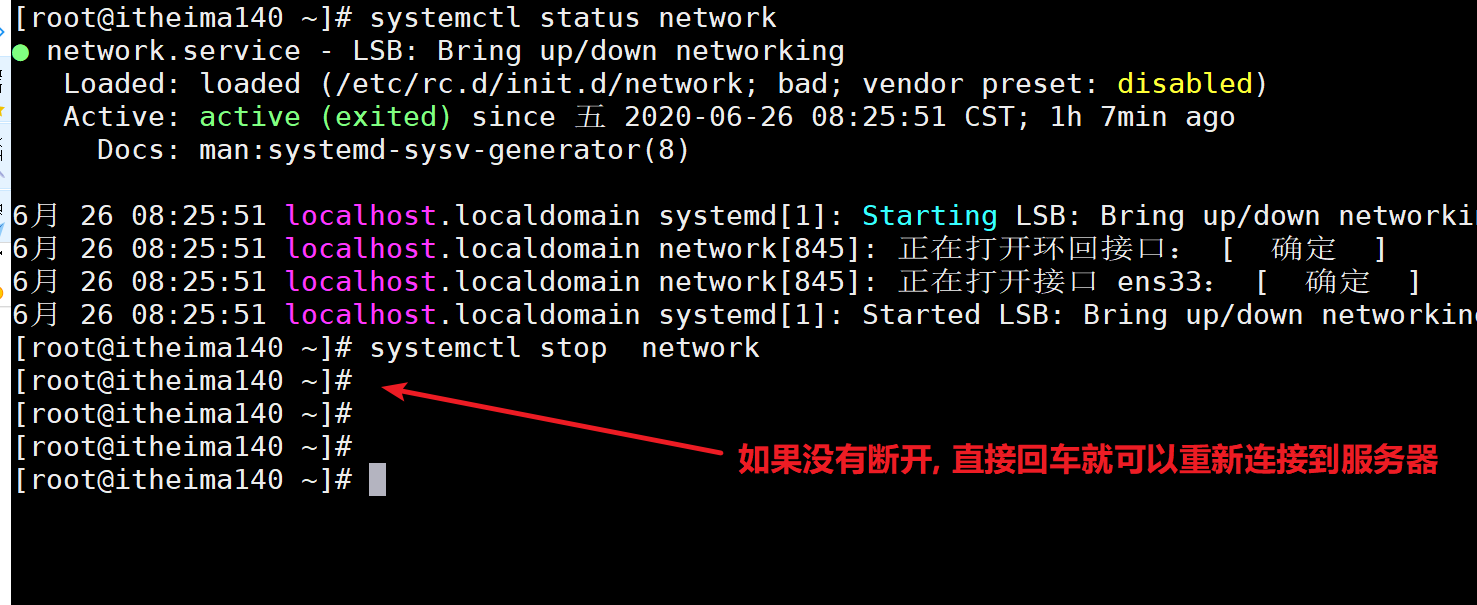 [root@itheima140 ~]# systemctl status network
● network.service - LSB: Bring up/down networking
Loaded: loaded (/etc/rc.d/init.d/network; bad; vendor preset: disabled)
Active: active (exited) since 五 2020-06-26 08:25:51 CST; 1h 7min ago
Docs: man:systemd-sysv-generator(8)
6月 26 08:25:51 localhost.localdomain systemd[1]: Starting LSB: Bring up/down networkin
6月 26 08:25:51 localhost.localdomain network[845]: 正在打开环回接口： [  确定  ]
6月 26 08:25:51 localhost.localdomain network[845]: 正在打开接口 ens33： [  确定  ]
6月 26 08:25:51 localhost.localdomain systemd[1]: Started LSB: Bring up/down networking
[root@itheima140 ~]# systemctl stop  network
[root@itheima140 ~]#
[root@itheima140 ~]#
[root@itheima140 ~]#
如果没有断开, 直接回车就可以重新连接到服务器
[root@itheima140 ~]#